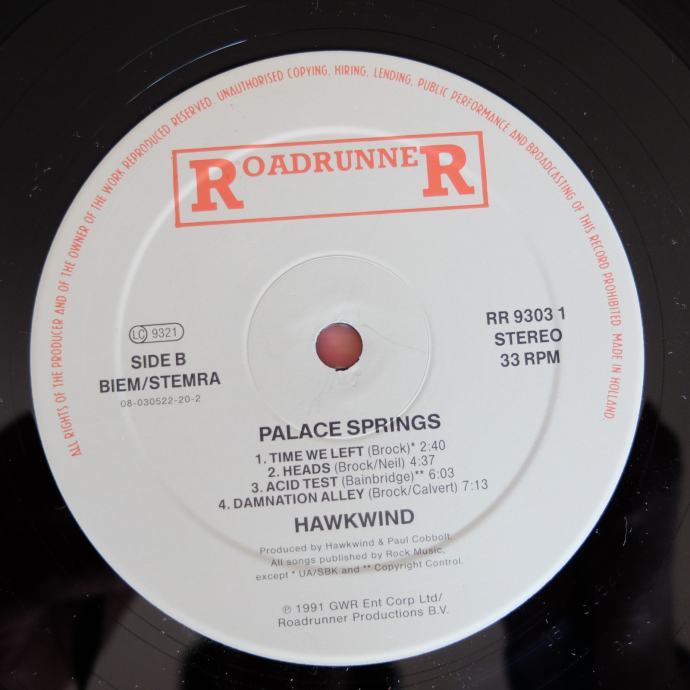 ALL RIGHTS OF THE PRODUCER AND OF THE OWNER OF THE WORK REPRODUCED RESERVED. UNAUTHORISED COPYING, HIRING, LENDING, PUBLIC PERFORMANCE AND BROADCASTING OF THIS RECORD PROHIBITED. MADE IN HOLLAND
ROADRUNNER
LC 9321
SIDE B
BIEM/STEMRA
08-030522-20-2
RR 9303 1
STEREO
33 RPM
PALACE SPRINGS
1. TIME WE LEFT (Brock)* 2:40
2. HEADS (Brock/Neil) 4:37
3. ACID TEST (Bainbridge)** 6:03
4. DAMNATION ALLEY (Brock/Calvert) 7:13
HAWKWIND
Produced by Hawkwind & Paul Cobbolt.
All songs published by Rock Music,
except * UA/SBK and ** Copyright Control.
℗ 1991 GWR Ent Corp Ltd/
Roadrunner Productions B.V.